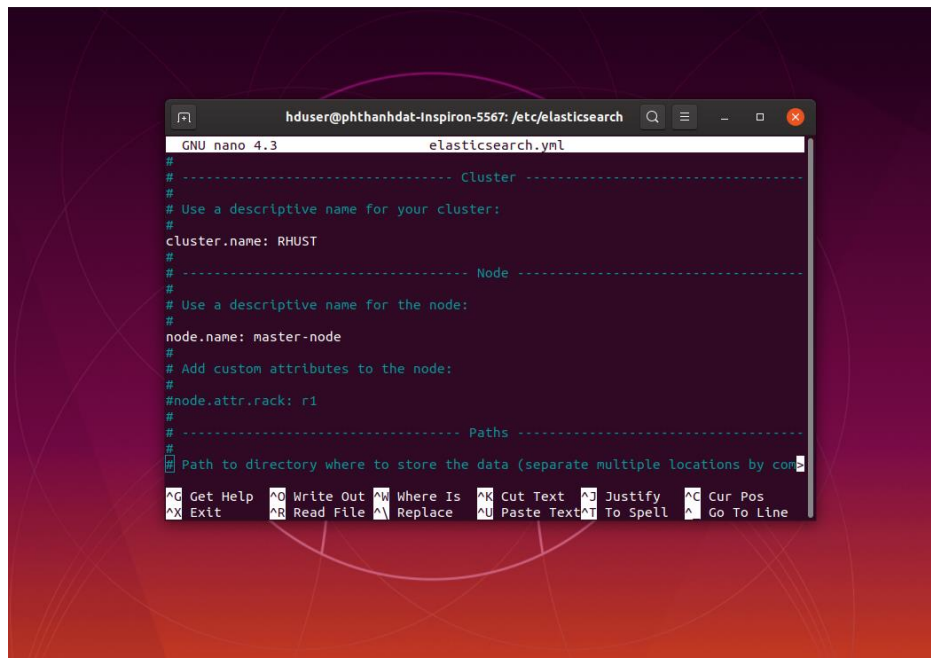 hduser@phthanhdat-Inspiron-5567: /etc/elasticsearch
GNU nano 4.3 elasticsearch.yml
#
# ---------------------------------- Cluster -----------------------------------
#
# Use a descriptive name for your cluster:
#
cluster.name: RHUST
#
# ------------------------------------ Node ------------------------------------
#
# Use a descriptive name for the node:
#
node.name: master-node
#
# Add custom attributes to the node:
#
#node.attr.rack: r1
#
# ----------------------------------- Paths ------------------------------------
#
# Path to directory where to store the data (separate multiple locations by com>
^G Get Help ^O Write Out ^W Where Is ^K Cut Text ^J Justify ^C Cur Pos
^X Exit ^R Read File ^\ Replace ^U Paste Text ^T To Spell ^_ Go To Line